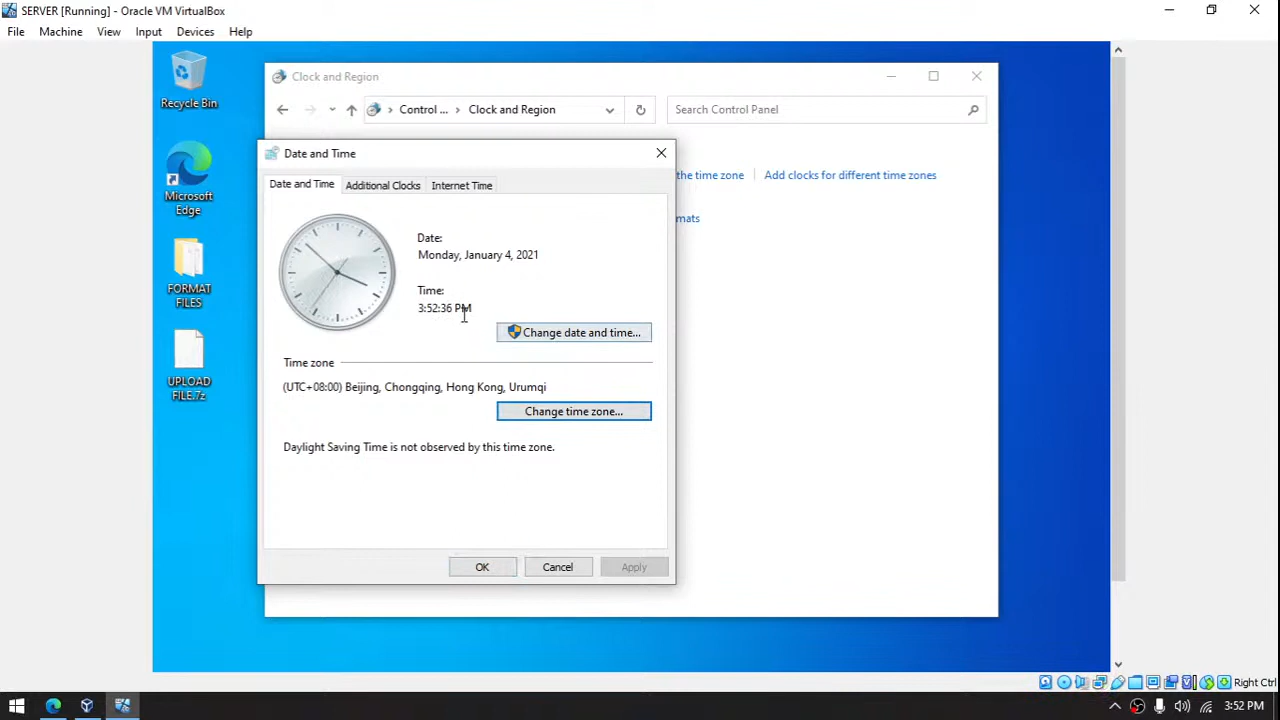 SERVER [Running] - Oracle VM VirtualBox
File Machine View Input Devices Help
Recycle Bin
Microsoft
Edge
FORMAT
FILES
UPLOAD
FILE.7z
Clock and Region
Control ... > Clock and Region
Search Control Panel
the time zone
Add clocks for different time zones
mats
Date and Time
Date and Time Additional Clocks Internet Time
Date:
Monday, January 4, 2021
Time:
3:52:36 PM
Change date and time...
Time zone
(UTC+08:00) Beijing, Chongqing, Hong Kong, Urumqi
Change time zone...
Daylight Saving Time is not observed by this time zone.
OK Cancel Apply
Right Ctrl
3:52 PM